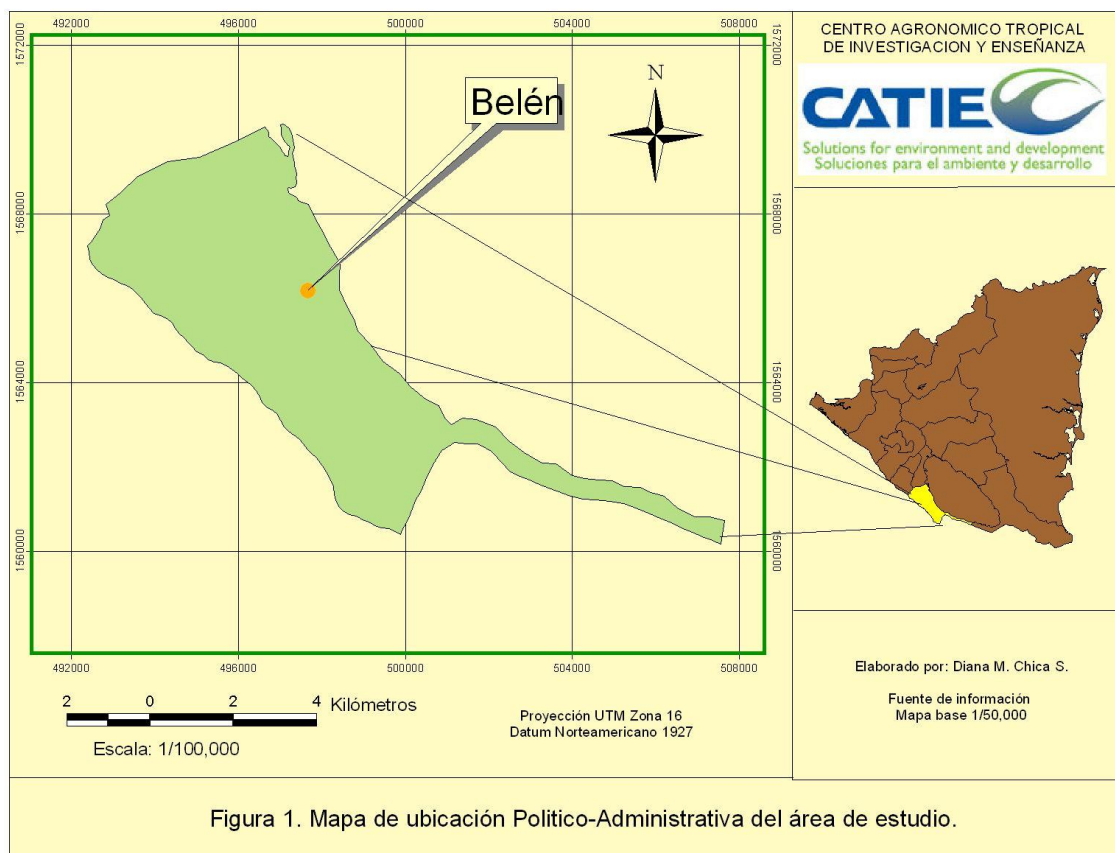 492000 496000 500000 504000 508000
1572000
1572000
1568000
1568000
1564000
1564000
1560000
1560000
Belén
N
492000 496000 500000 504000 508000
2 0 2 4 Kilómetros
Escala: 1/100,000
Proyección UTM Zona 16
Datum Norteamericano 1927
CENTRO AGRONOMICO TROPICAL
DE INVESTIGACION Y ENSEÑANZA
CATIE
Solutions for environment and development
Soluciones para el ambiente y desarrollo
Elaborado por: Diana M. Chica S.
Fuente de información
Mapa base 1/50,000
Figura 1. Mapa de ubicación Politico-Administrativa del área de estudio.